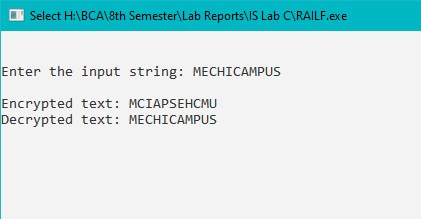 Select H:\BCA\8th Semester\Lab Reports\IS Lab C\RAILF.exe
Enter the input string: MECHICAMPUS
Encrypted text: MCIAPSEHCMU
Decrypted text: MECHICAMPUS